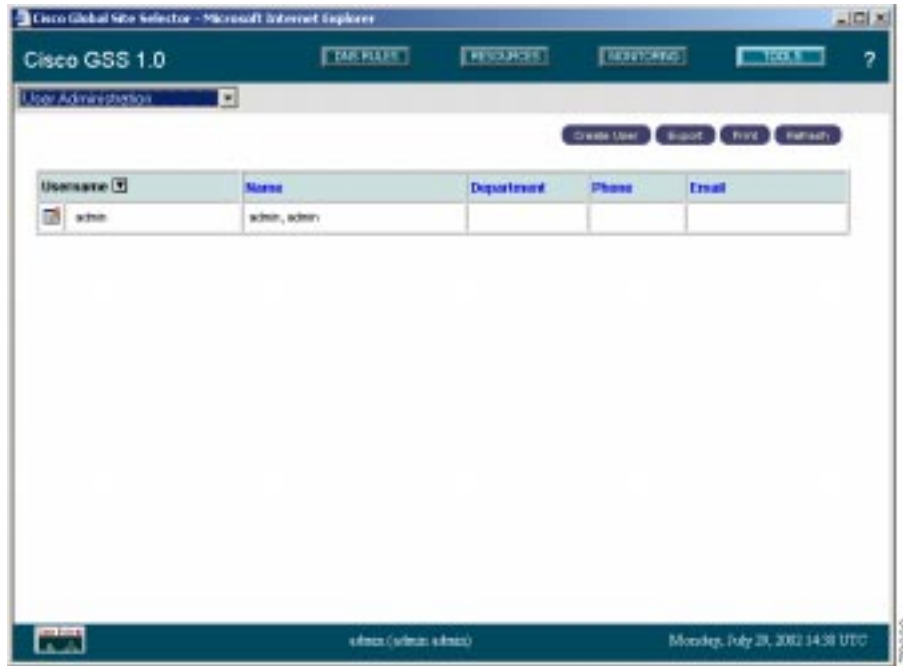 Cisco Global Site Selector - Microsoft Internet Explorer
Cisco GSS 1.0
DNS RULES
RESOURCES
MONITORING
TOOLS
?
User Administration
Create User
Export
Print
Refresh
Username
Name
Department
Phone
Email
admin
admin, admin
admin (admin admin)
Monday, July 2002 14:38 UTC